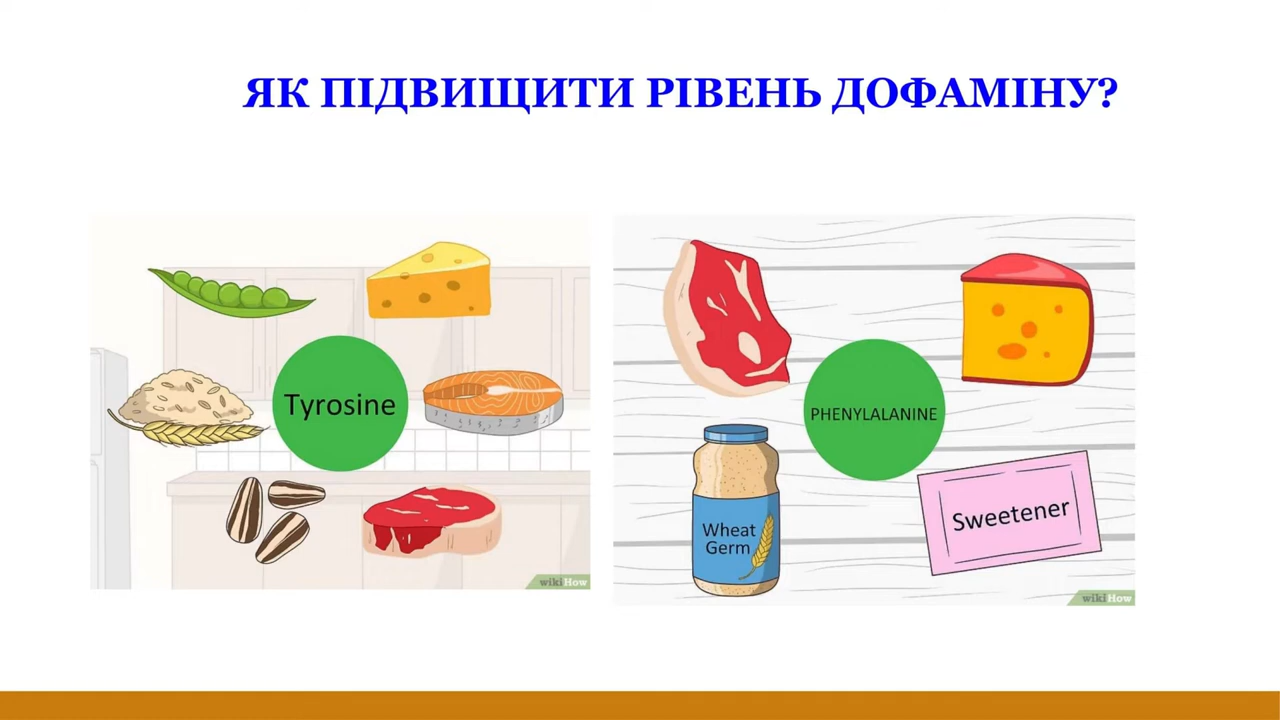 ЯК ПІДВИЩИТИ РІВЕНЬ ДОФАМІНУ?
Tyrosine
wikiHow
PHENYLALANINE
Wheat
Germ
Sweetener
wikiHow